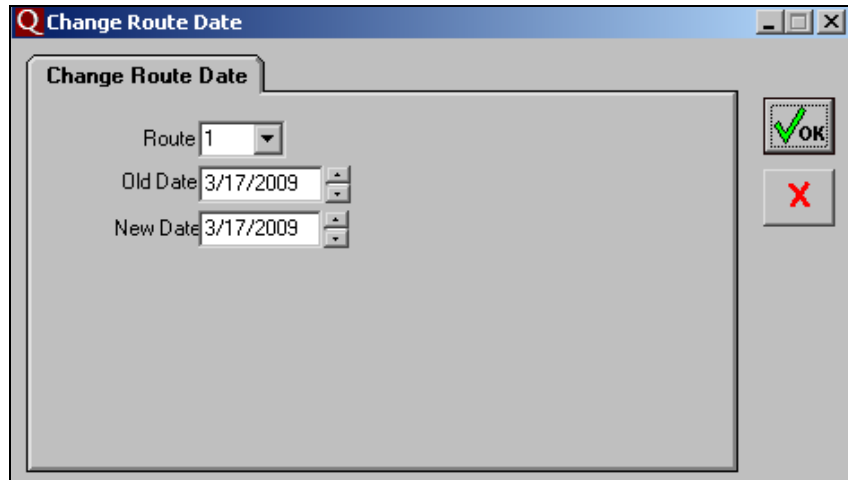 Q Change Route Date
Change Route Date
Route 1
Old Date 3/17/2009
New Date 3/17/2009
OK
X